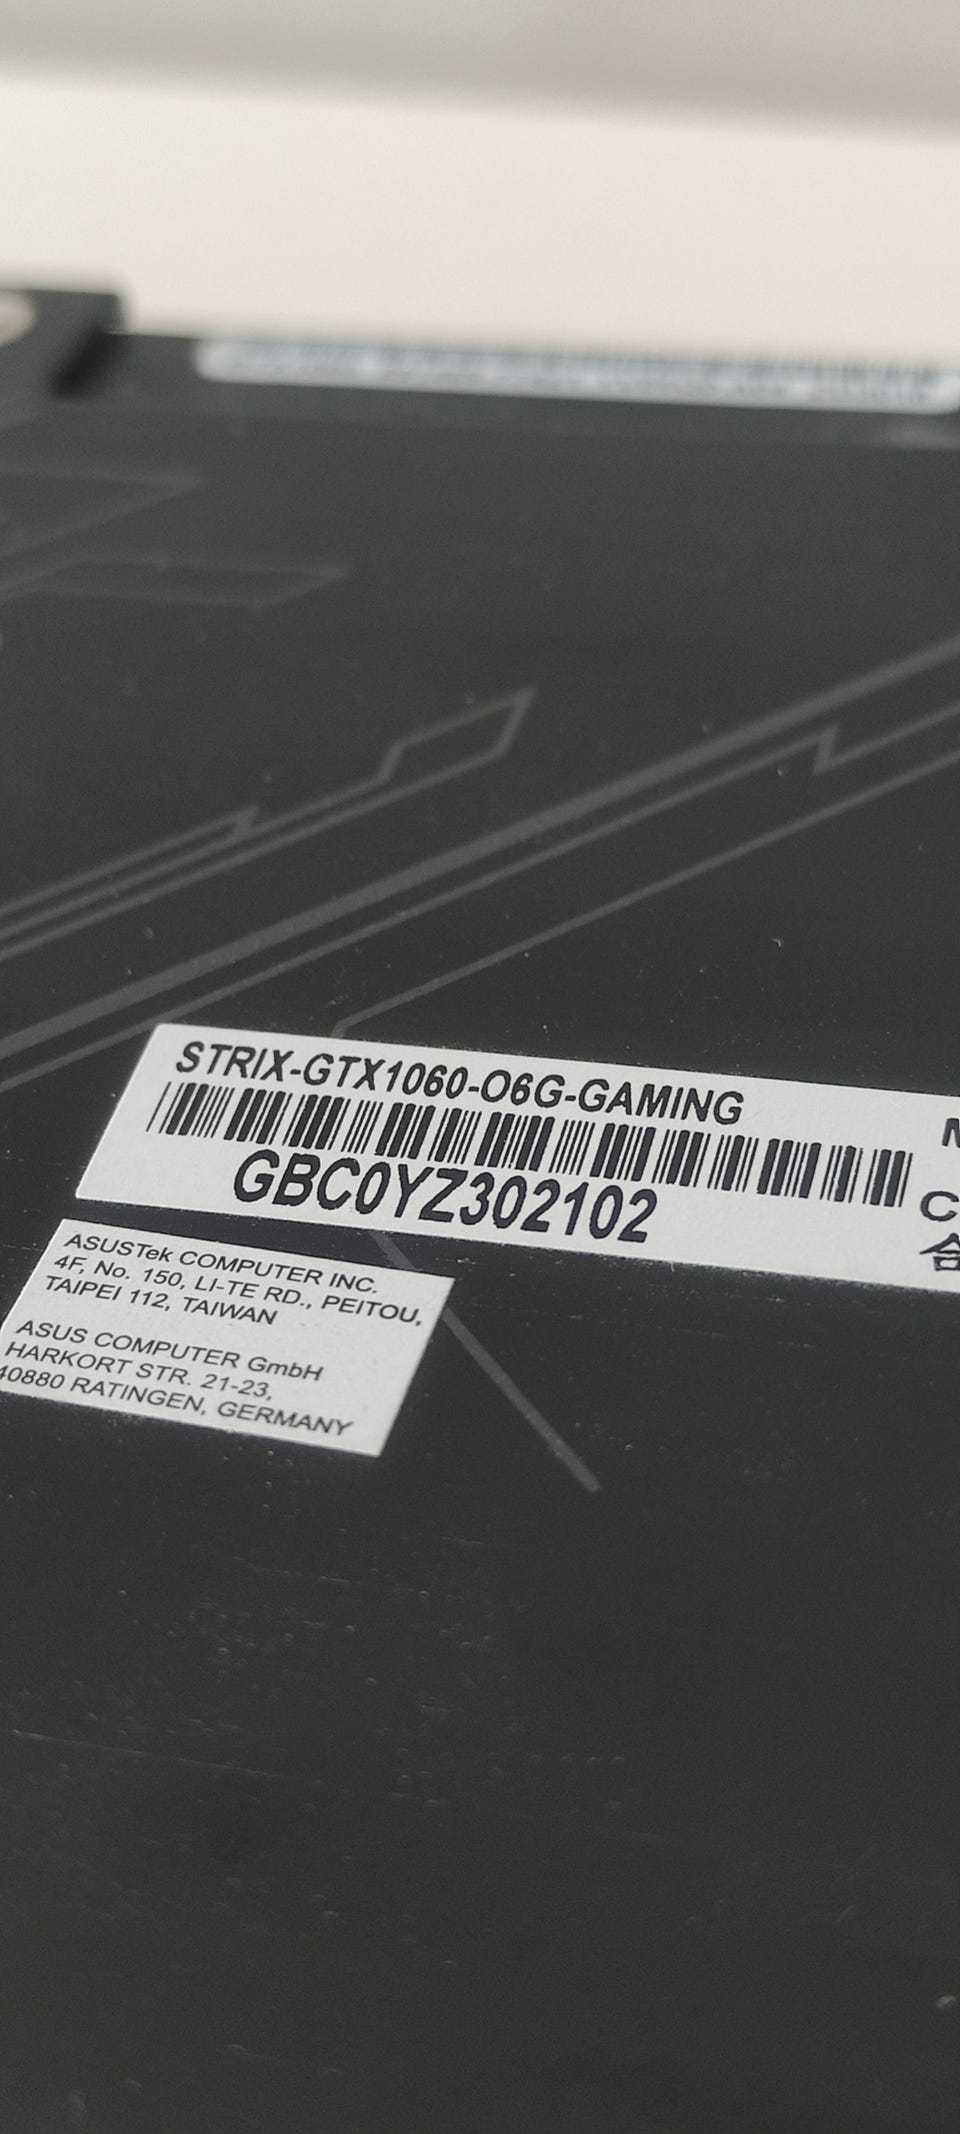 STRIX-GTX1060-O6G-GAMING
GBC0YZ302102
C
合
ASUSTek COMPUTER INC.
4F, No. 150, LI-TE RD., PEITOU,
TAIPEI 112, TAIWAN
ASUS COMPUTER GmbH
HARKORT STR. 21-23,
40880 RATINGEN, GERMANY